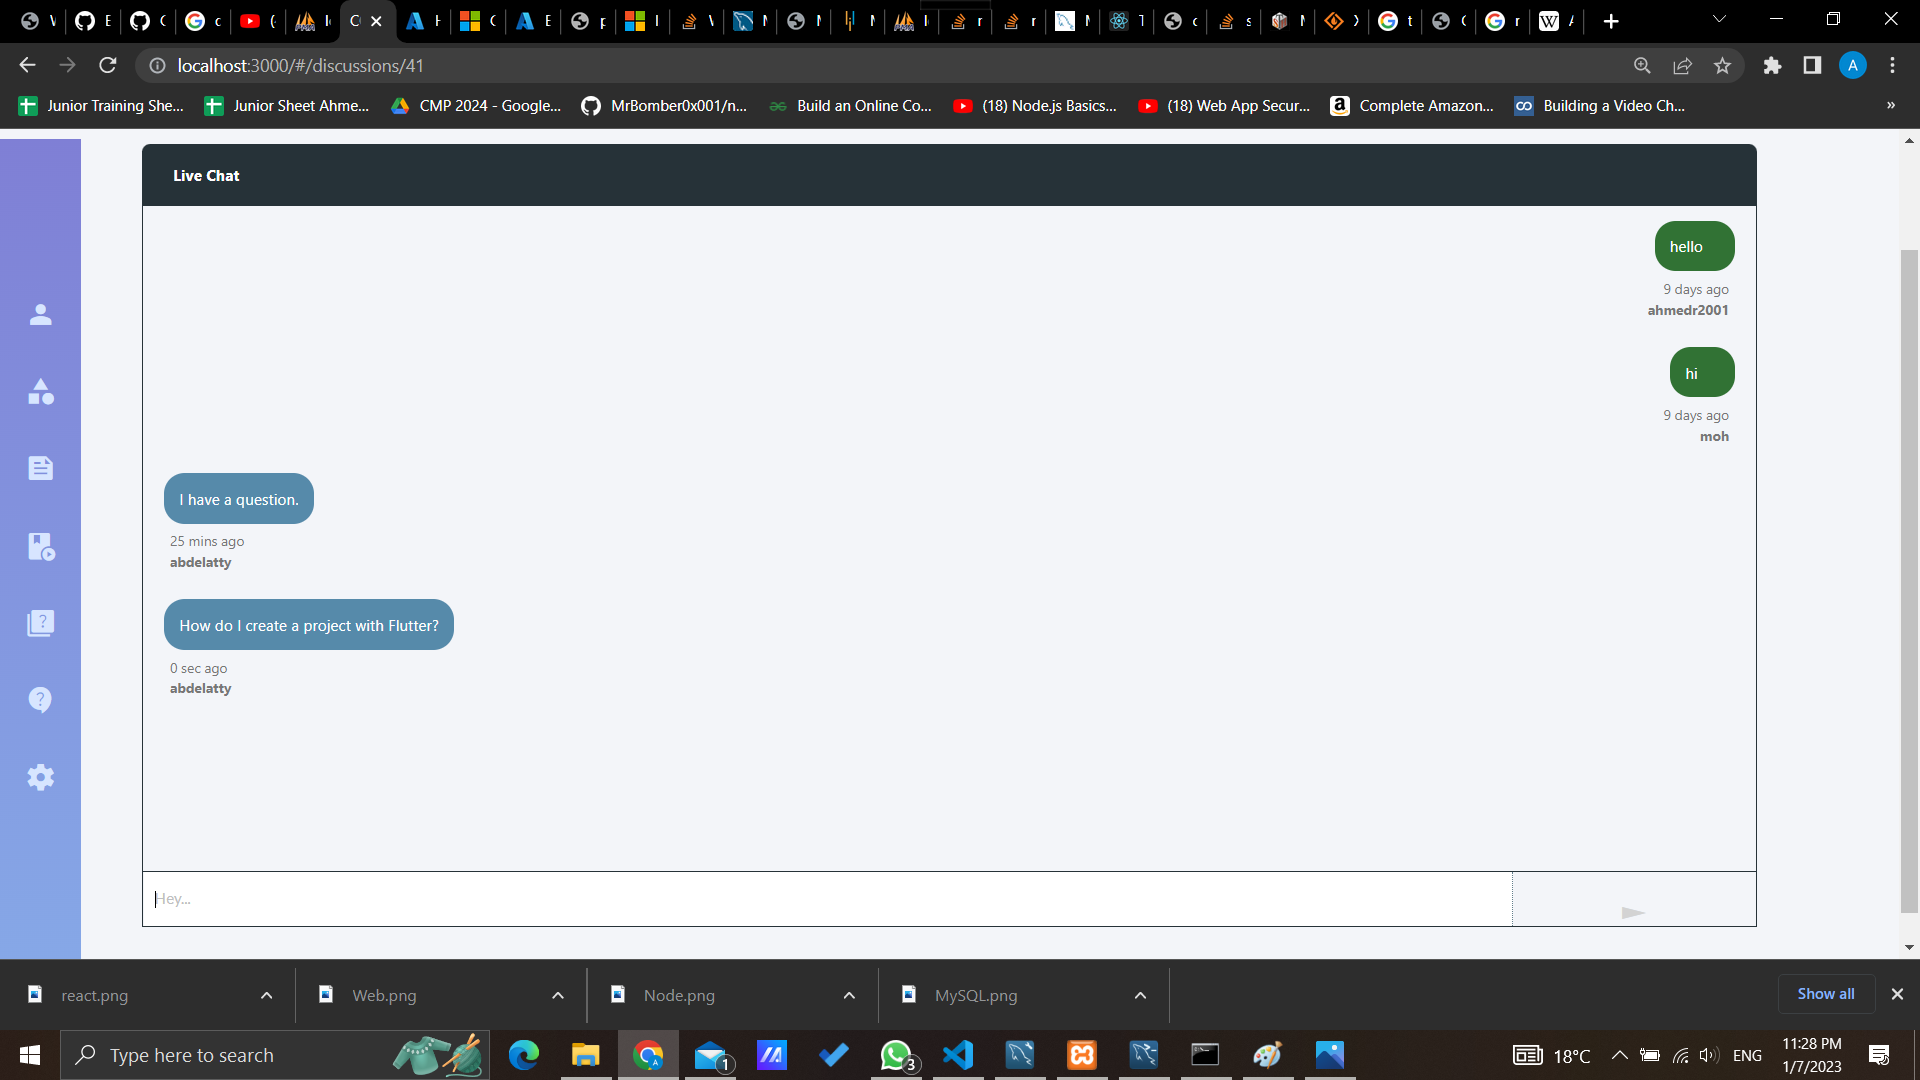 localhost:3000/#/discussions/41
A
Junior Training She... Junior Sheet Ahme... CMP 2024 - Google... MrBomber0x001/n... Build an Online Co... (18) Node.js Basics... (18) Web App Secur... Complete Amazon... Building a Video Ch... »
Live Chat
hello
9 days ago
ahmedr2001
hi
9 days ago
moh
I have a question.
25 mins ago
abdelatty
How do I create a project with Flutter?
0 sec ago
abdelatty
Hey...
react.png Web.png Node.png MySQL.png Show all
Type here to search
1
3
18°C ENG
11:28 PM
1/7/2023